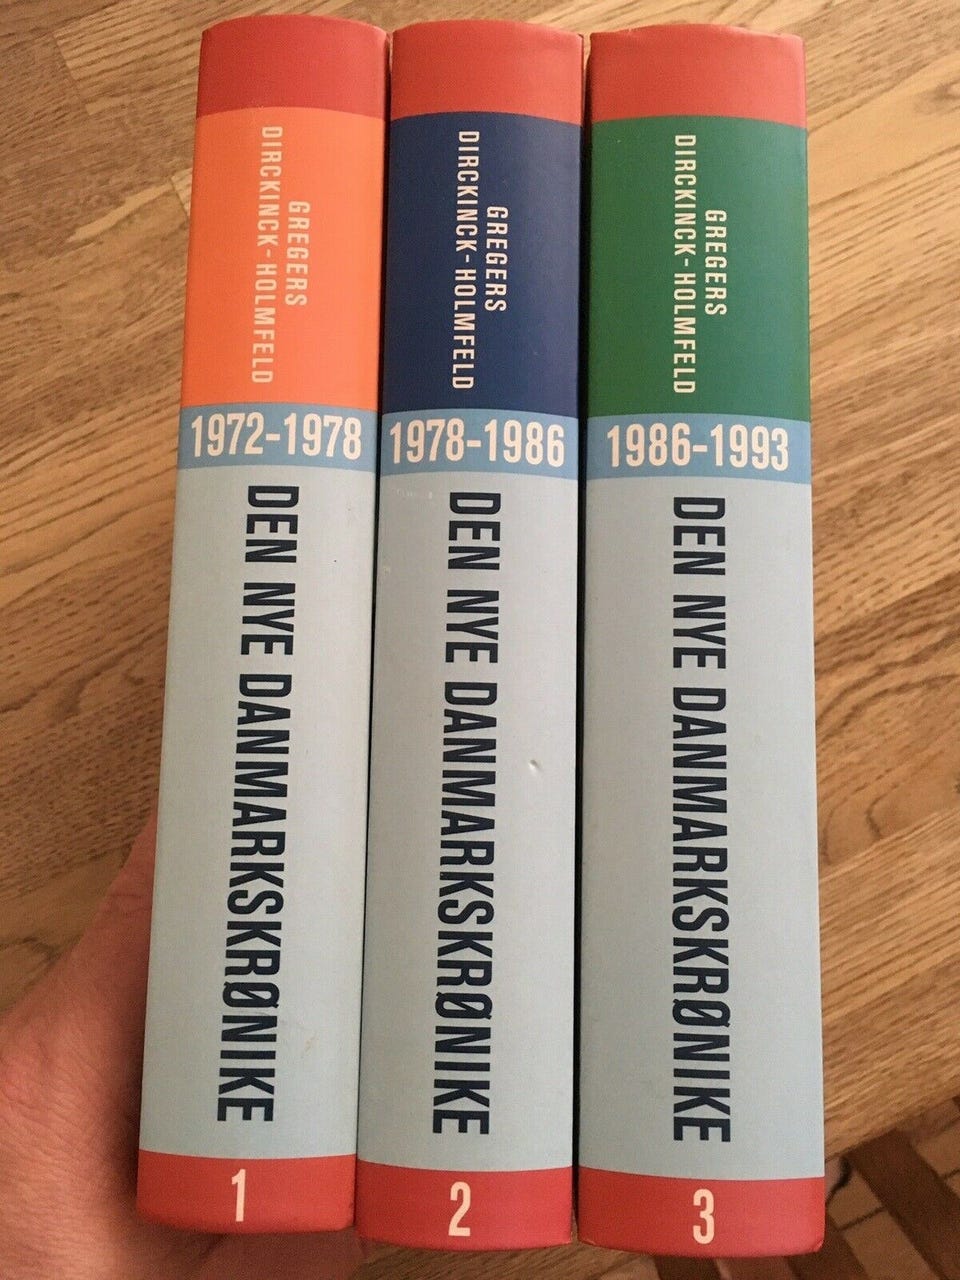 GREGERS
DIRCKINCK-HOLMFELD
1972-1978
DEN NYE DANMARKSKRØNIKE
1
GREGERS
DIRCKINCK-HOLMFELD
1978-1986
DEN NYE DANMARKSKRØNIKE
2
GREGERS
DIRCKINCK-HOLMFELD
1986-1993
DEN NYE DANMARKSKRØNIKE
3